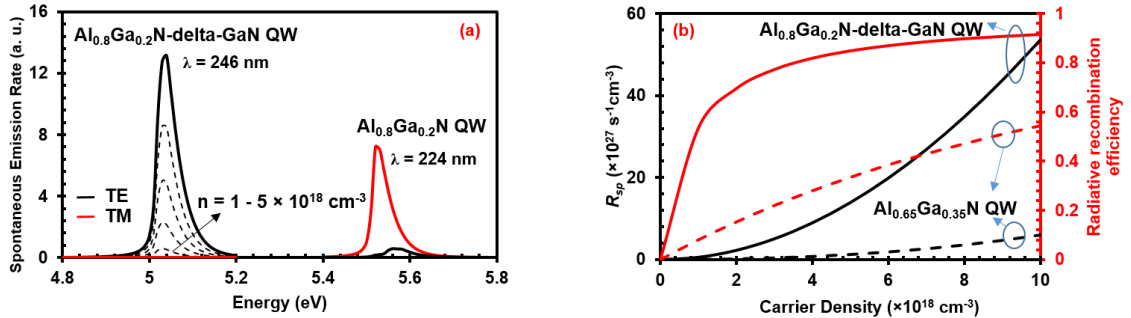 Spontaneous Emission Rate (a. u.)
16
12
8
4
0
(a)
Al0.8Ga0.2N-delta-GaN QW
λ = 246 nm
Al0.8Ga0.2N QW
λ = 224 nm
TE
TM
n = 1 - 5 × 10^18 cm^-3
4.8 5.0 5.2 5.4 5.6 5.8
Energy (eV)
Rsp (×10^27 s^-1cm^-3)
60
40
20
0
(b)
Al0.8Ga0.2N-delta-GaN QW
Al0.65Ga0.35N QW
0 2 4 6 8 10
Carrier Density (×10^18 cm^-3)
1
0.8
0.6
0.4
0.2
0
Radiative recombination
efficiency